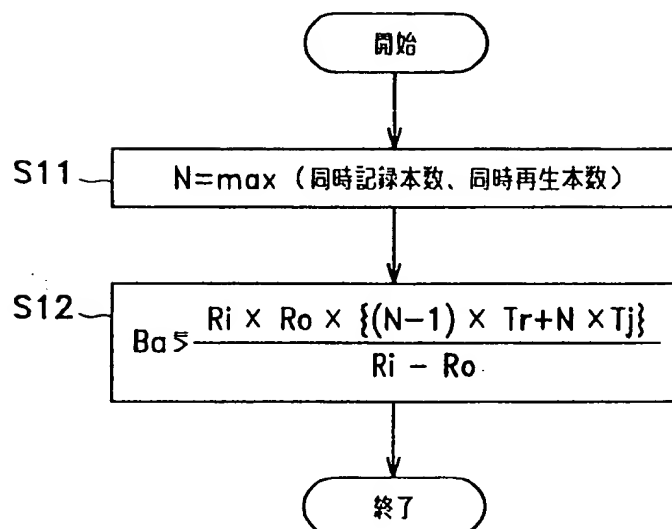 開始
S11 N=max (同時記録本数、同時再生本数)
S12 Ba ≧ Ri × Ro × {(N-1) × Tr+N ×Tj}
Ri - Ro
終了